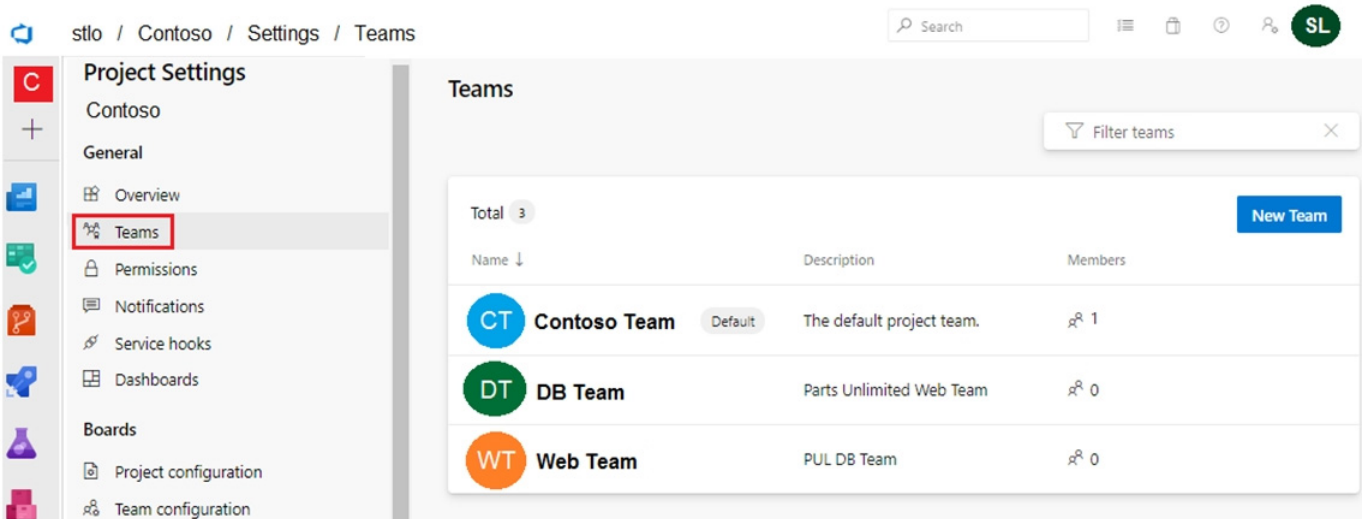 stlo / Contoso / Settings / Teams
Search
SL
C
Project Settings
Contoso
General
Overview
Teams
Permissions
Notifications
Service hooks
Dashboards
Boards
Project configuration
Team configuration
Teams
Filter teams
Total 3
New Team
Name ↓ Description Members
CT Contoso Team Default The default project team. 1
DT DB Team Parts Unlimited Web Team 0
WT Web Team PUL DB Team 0